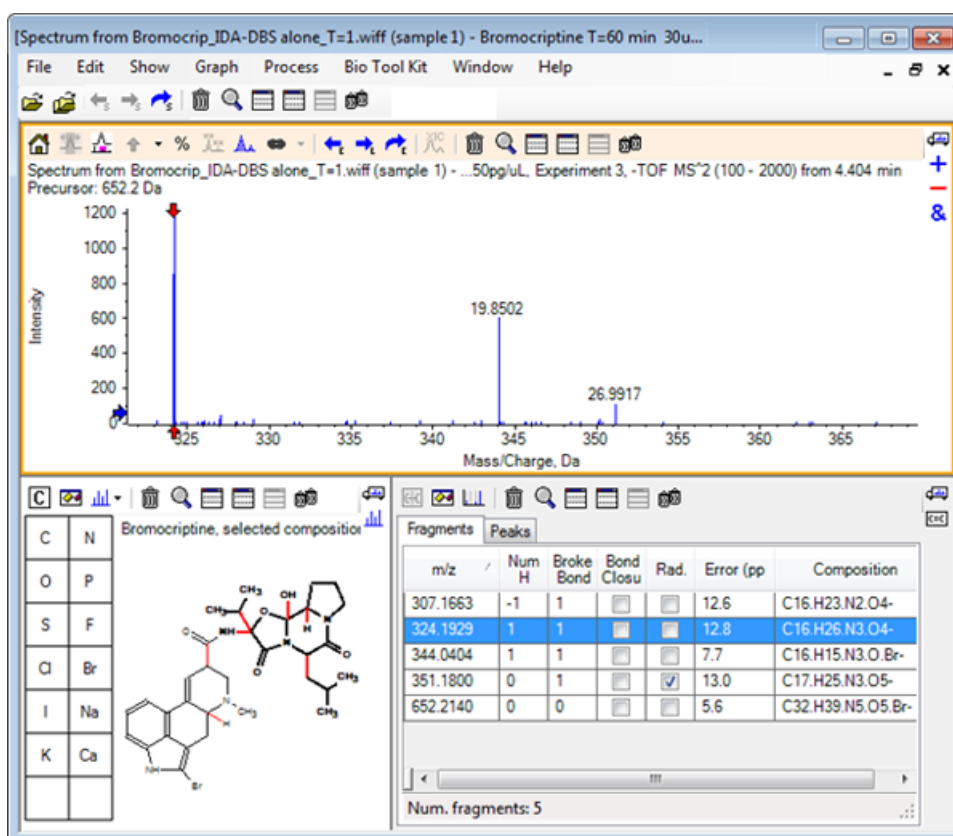 [Spectrum from Bromocrip_IDA-DBS alone_T=1.wiff (sample 1) - Bromocriptine T=60 min 30u...
File Edit Show Graph Process Bio Tool Kit Window Help
Spectrum from Bromocrip_IDA-DBS alone_T=1.wiff (sample 1) - ...50pg/uL, Experiment 3, -TOF MS^2 (100 - 2000) from 4.404 min
Precursor: 652.2 Da
Intensity
1200
1000
800
600
400
200
0
19.8502
26.9917
325 330 335 340 345 350 355 360 365
Mass/Charge, Da
C N
O P
S F
Cl Br
I Na
K Ca
Bromocriptine, selected composition
CH₃
CH₃
OH
O
N
H
O
NH
O
N
O
N
CH₃
H
CH₃
CH₃
NH
Br
Fragments Peaks
m/z Num H Broke Bond Bond Closu Rad. Error (pp Composition
307.1663 -1 1 12.6 C16.H23.N2.O4-
324.1929 1 1 12.8 C16.H26.N3.O4-
344.0404 1 1 7.7 C16.H15.N3.O.Br-
351.1800 0 1 13.0 C17.H25.N3.O5-
652.2140 0 0 5.6 C32.H39.N5.O5.Br-
Num. fragments: 5